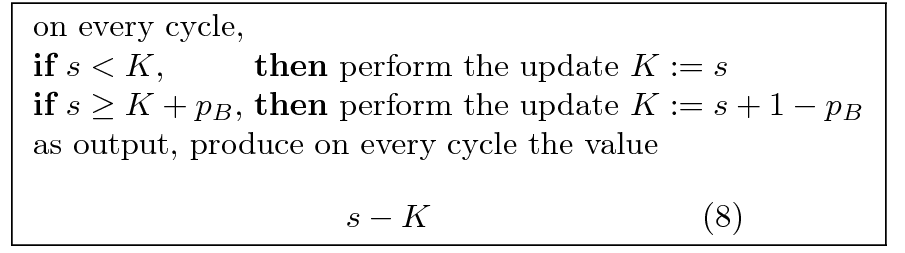 on every cycle,
if s < K, then perform the update K := s
if s ≥ K + p_B, then perform the update K := s + 1 − p_B
as output, produce on every cycle the value
s − K (8)